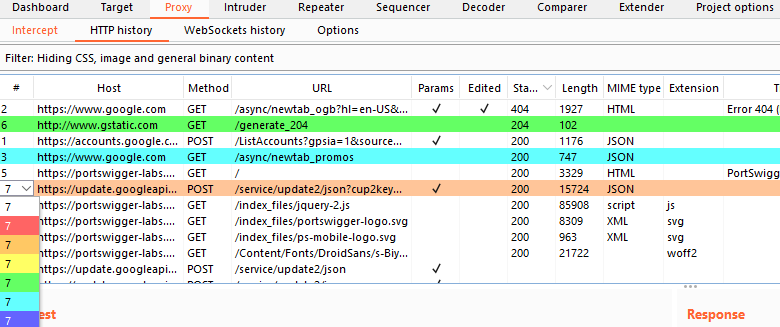 Dashboard Target Proxy Intruder Repeater Sequencer Decoder Comparer Extender Project options
Intercept HTTP history WebSockets history Options
Filter: Hiding CSS, image and general binary content
# Host Method URL Params Edited Sta... Length MIME type Extension T
2 https://www.google.com GET /async/newtab_ogb?hl=en-US&... ✓ ✓ 404 1927 HTML Error 404 (
6 http://www.gstatic.com GET /generate_204 204 102
1 https://accounts.google.c... POST /ListAccounts?gpsia=1&source... ✓ 200 1176 JSON
3 https://www.google.com GET /async/newtab_promos 200 747 JSON
5 https://portswigger-labs.... GET / 200 3329 HTML PortSwigg
7 https://update.googleapi... POST /service/update2/json?cup2key... ✓ 200 15724 JSON
7 https://portswigger-labs.... GET /index_files/jquery-2.js 200 85908 script js
7 https://portswigger-labs.... GET /index_files/portswigger-logo.svg 200 8309 XML svg
7 https://portswigger-labs.... GET /index_files/ps-mobile-logo.svg 200 963 XML svg
https://portswigger-labs.... GET /Content/Fonts/DroidSans/s-Biy... 200 21722 woff2
7 https://update.googleapi... POST /service/update2/json ✓
7
7
7
est Response